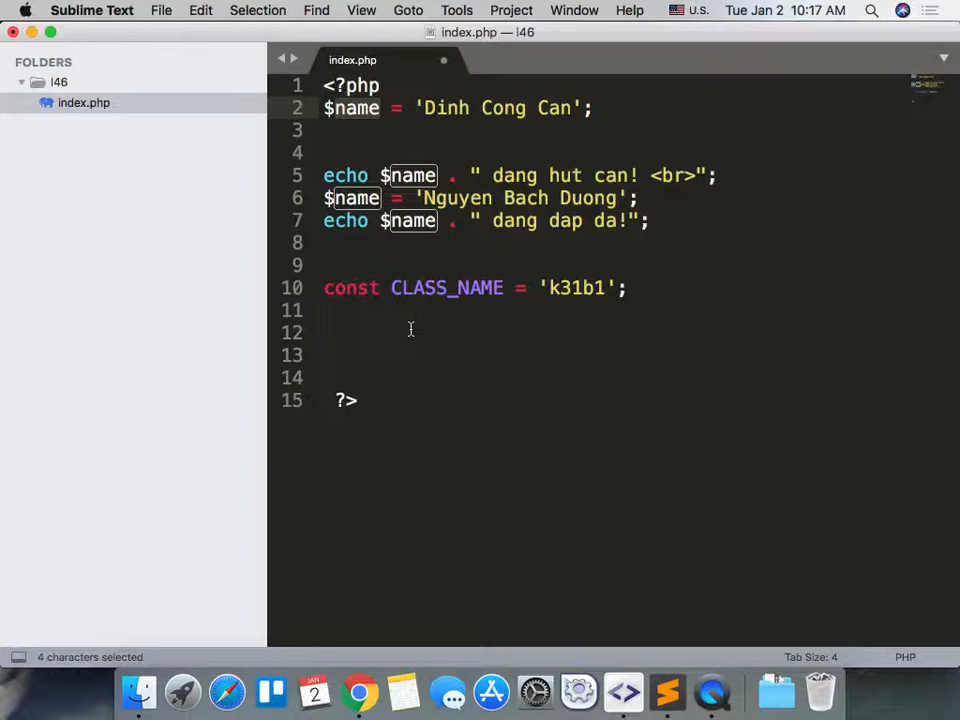 Sublime Text File Edit Selection Find View Goto Tools Project Window Help U.S. Tue Jan 2 10:17 AM
index.php — l46
FOLDERS
l46
index.php
index.php
1 <?php
2 $name = 'Dinh Cong Can';
3
4
5 echo $name . " dang hut can! <br>";
6 $name = 'Nguyen Bach Duong';
7 echo $name . " dang dap da!";
8
9
10 const CLASS_NAME = 'k31b1';
11
12
13
14
15 ?>
4 characters selected Tab Size: 4 PHP
JAN
2